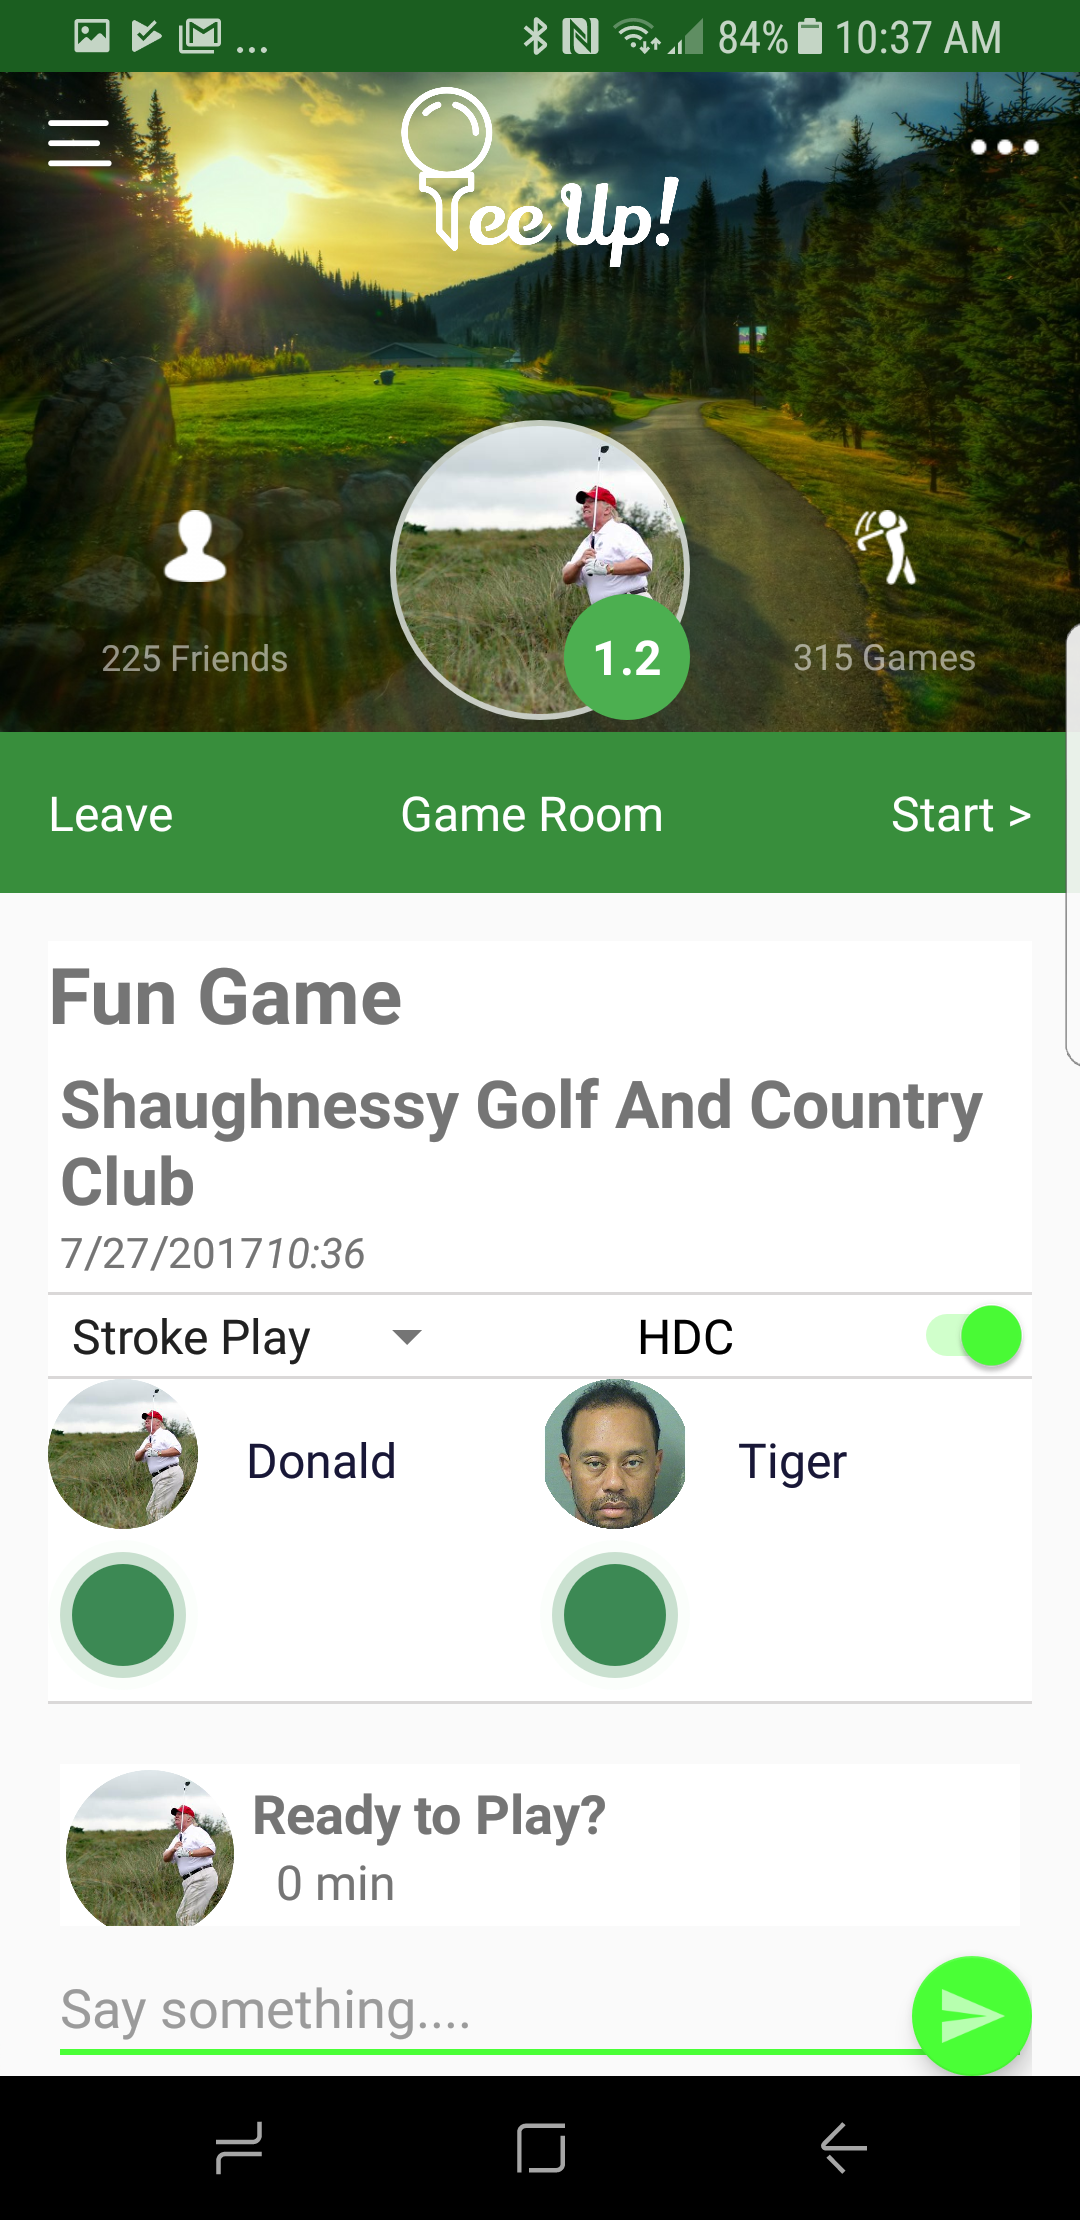 ... 84% 10:37 AM
Tee Up!
225 Friends
1.2
315 Games
Leave Game Room Start >
Fun Game
Shaughnessy Golf And Country
Club
7/27/201710:36
Stroke Play HDC
Donald Tiger
Ready to Play?
0 min
Say something....